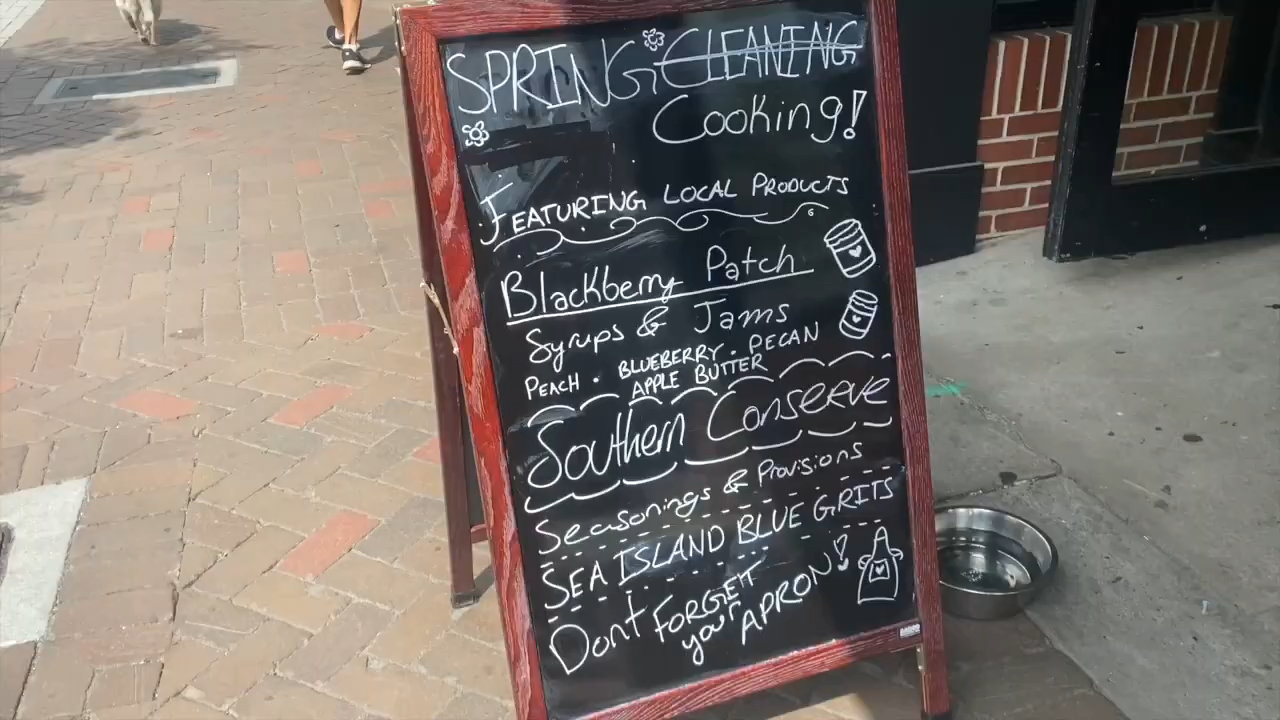 SPRING CLEANING
Cooking!
FEATURING LOCAL PRODUCTS
Blackberry Patch
Syrups & Jams
PEACH • BLUEBERRY • PECAN
APPLE BUTTER
Southern Conserve
Seasonings & Provisions
SEA ISLAND BLUE GRITS
Dont FORGET
your APRON!